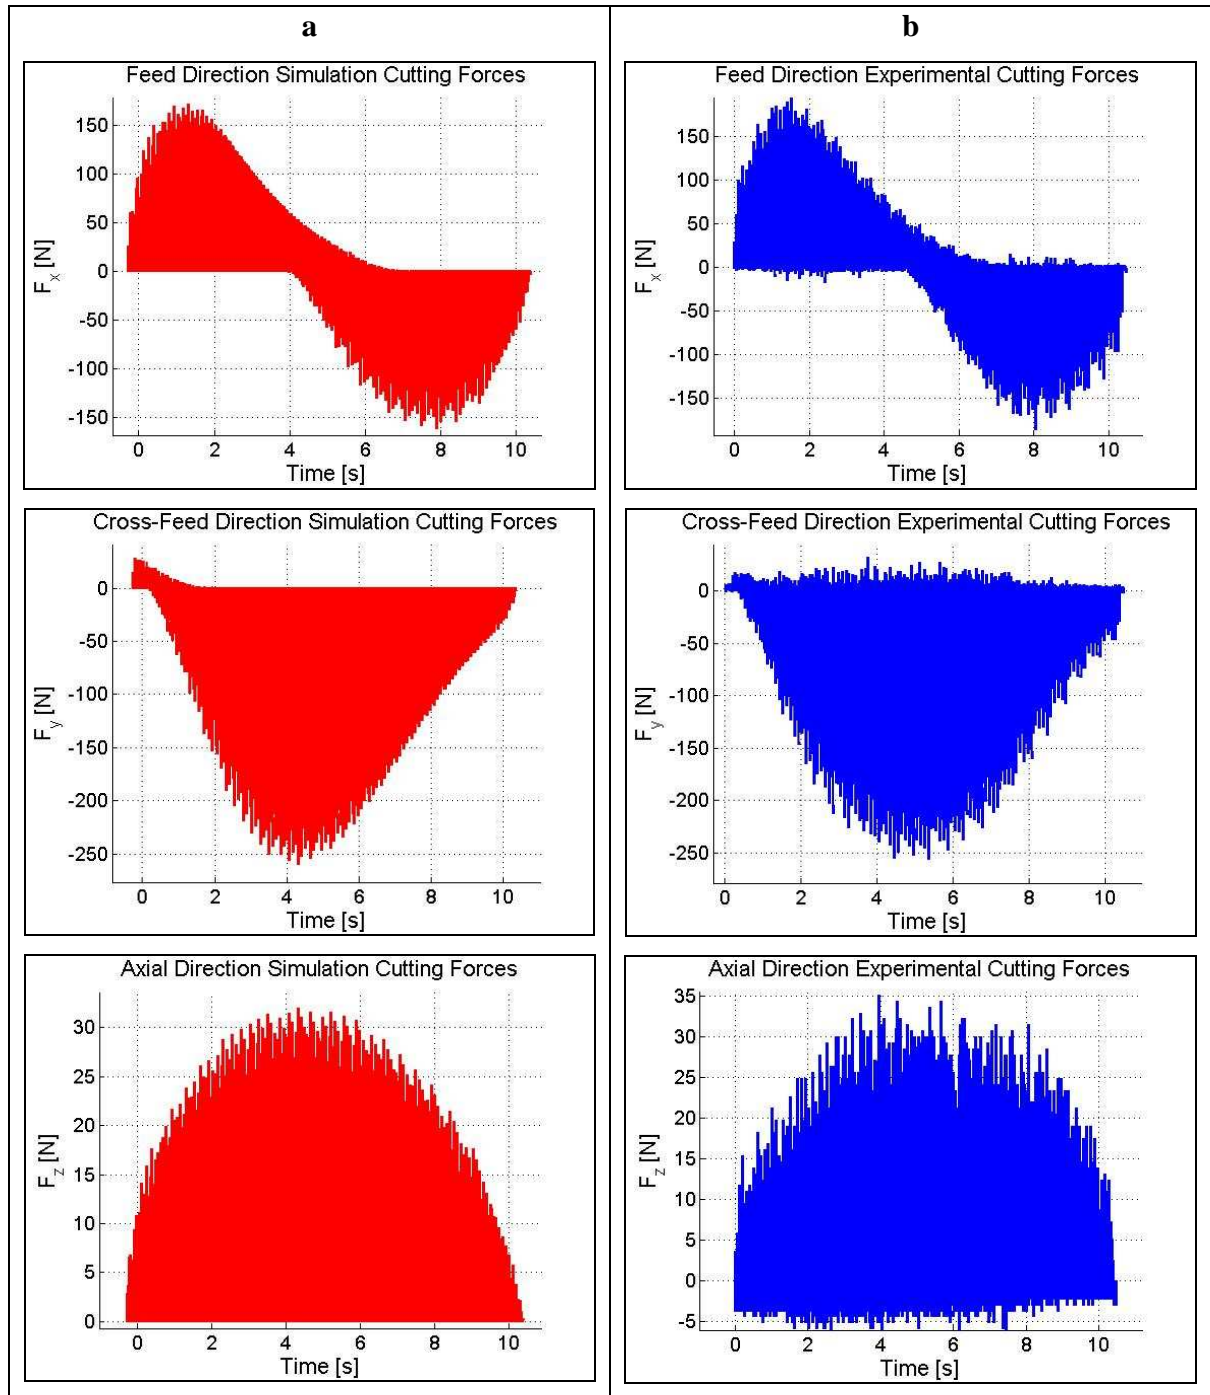 a
b
Feed Direction Simulation Cutting Forces
150
100
50
0
-50
-100
-150
F_x [N]
0 2 4 6 8 10
Time [s]
Feed Direction Experimental Cutting Forces
150
100
50
0
-50
-100
-150
F_x [N]
0 2 4 6 8 10
Time [s]
Cross-Feed Direction Simulation Cutting Forces
0
-50
-100
-150
-200
-250
F_y [N]
0 2 4 6 8 10
Time [s]
Cross-Feed Direction Experimental Cutting Forces
0
-50
-100
-150
-200
-250
F_y [N]
0 2 4 6 8 10
Time [s]
Axial Direction Simulation Cutting Forces
30
25
20
15
10
5
0
F_z [N]
0 2 4 6 8 10
Time [s]
Axial Direction Experimental Cutting Forces
35
30
25
20
15
10
5
0
-5
F_z [N]
0 2 4 6 8 10
Time [s]